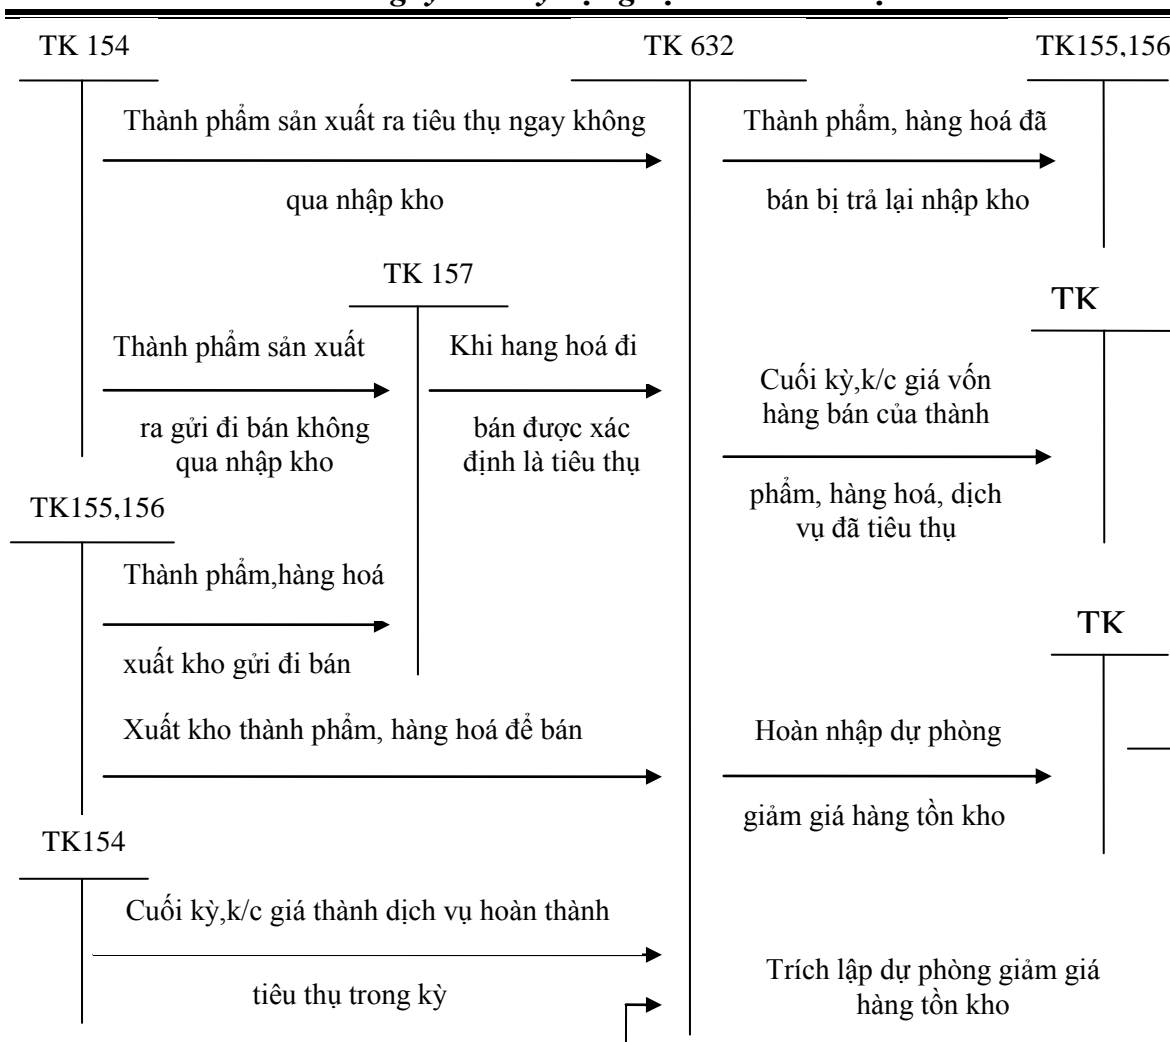 TK 154
TK 632
TK155,156
Thành phẩm sản xuất ra tiêu thụ ngay không
qua nhập kho
Thành phẩm, hàng hoá đã
bán bị trả lại nhập kho
TK 157
TK
Thành phẩm sản xuất
ra gửi đi bán không
qua nhập kho
Khi hang hoá đi
bán được xác
định là tiêu thụ
Cuối kỳ,k/c giá vốn
hàng bán của thành
phẩm, hàng hoá, dịch
vụ đã tiêu thụ
TK155,156
Thành phẩm,hàng hoá
xuất kho gửi đi bán
TK
Xuất kho thành phẩm, hàng hoá để bán
Hoàn nhập dự phòng
giảm giá hàng tồn kho
TK154
Cuối kỳ,k/c giá thành dịch vụ hoàn thành
tiêu thụ trong kỳ
Trích lập dự phòng giảm giá
hàng tồn kho